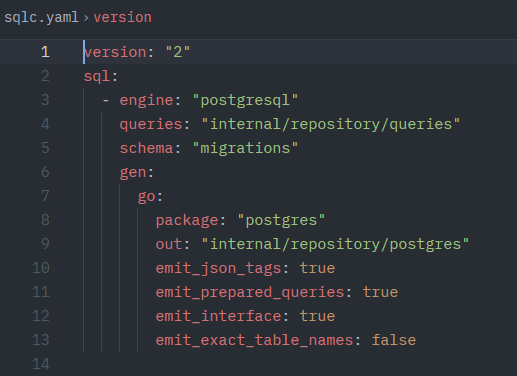 sqlc.yaml › version
1 version: "2"
2 sql:
3 - engine: "postgresql"
4 queries: "internal/repository/queries"
5 schema: "migrations"
6 gen:
7 go:
8 package: "postgres"
9 out: "internal/repository/postgres"
10 emit_json_tags: true
11 emit_prepared_queries: true
12 emit_interface: true
13 emit_exact_table_names: false
14